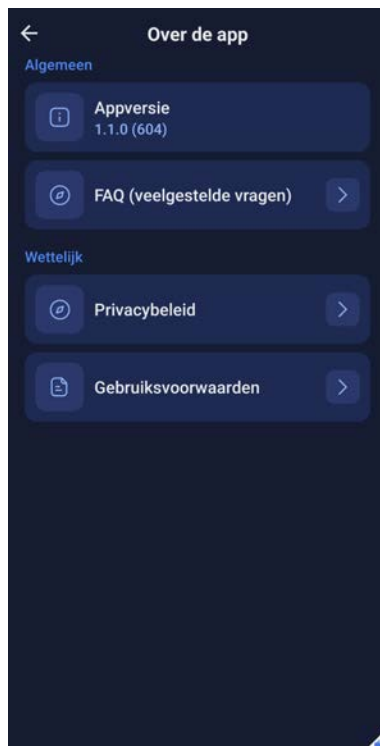 Over de app
Algemeen
Appversie
1.1.0 (604)
FAQ (veelgestelde vragen)
Wettelijk
Privacybeleid
Gebruiksvoorwaarden